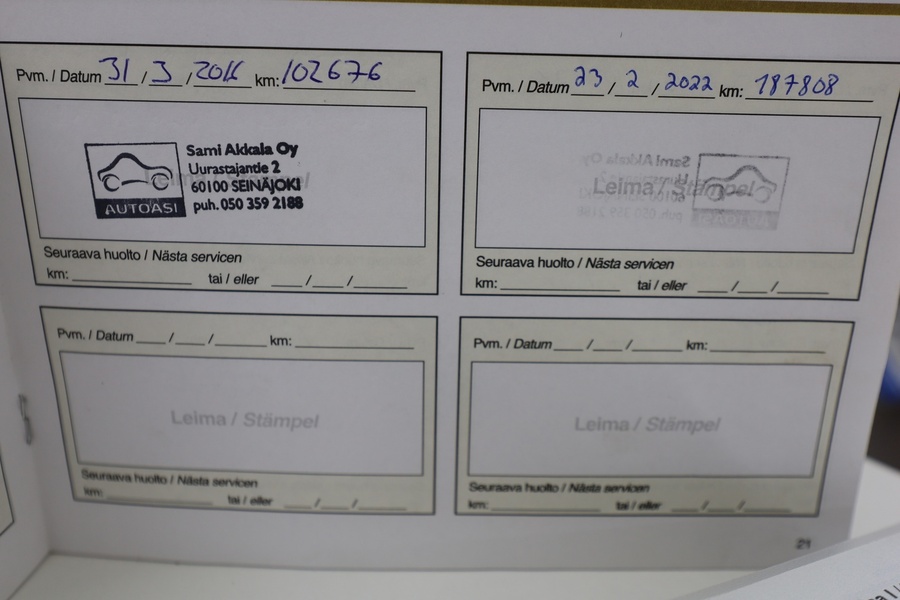 Pvm. / Datum 31 / 3 / 2016 km: 102676
Leima / Stämpel
AUTOASI
Sami Akkala Oy
Uurastajantie 2
60100 SEINÄJOKI
puh. 050 359 2188
Seuraava huolto / Nästa servicen
km: tai / eller / /
Pvm. / Datum 23 / 2 / 2022 km: 187808
Leima / Stämpel
Seuraava huolto / Nästa servicen
km: tai / eller / /
Pvm. / Datum / / km:
Leima / Stämpel
Seuraava huolto / Nästa servicen
km: tai / eller / /
Pvm. / Datum / / km:
Leima / Stämpel
Seuraava huolto / Nästa servicen
km: tai / eller / /
21